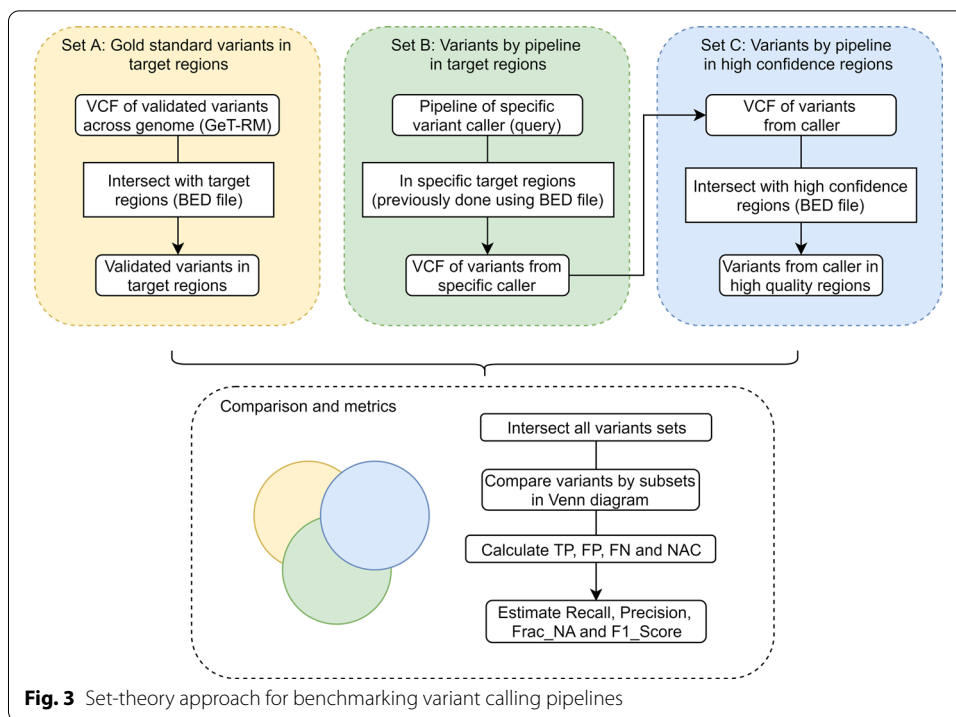 Set A: Gold standard variants in
target regions
VCF of validated variants
across genome (GeT-RM)
Intersect with target
regions (BED file)
Validated variants in
target regions
Set B: Variants by pipeline
in target regions
Pipeline of specific
variant caller (query)
In specific target regions
(previously done using BED file)
VCF of variants from
specific caller
Set C: Variants by pipeline
in high confidence regions
VCF of variants
from caller
Intersect with high confidence
regions (BED file)
Variants from caller in
high quality regions
Comparison and metrics
Intersect all variants sets
Compare variants by subsets
in Venn diagram
Calculate TP, FP, FN and NAC
Estimate Recall, Precision,
Frac_NA and F1_Score
Fig. 3 Set-theory approach for benchmarking variant calling pipelines